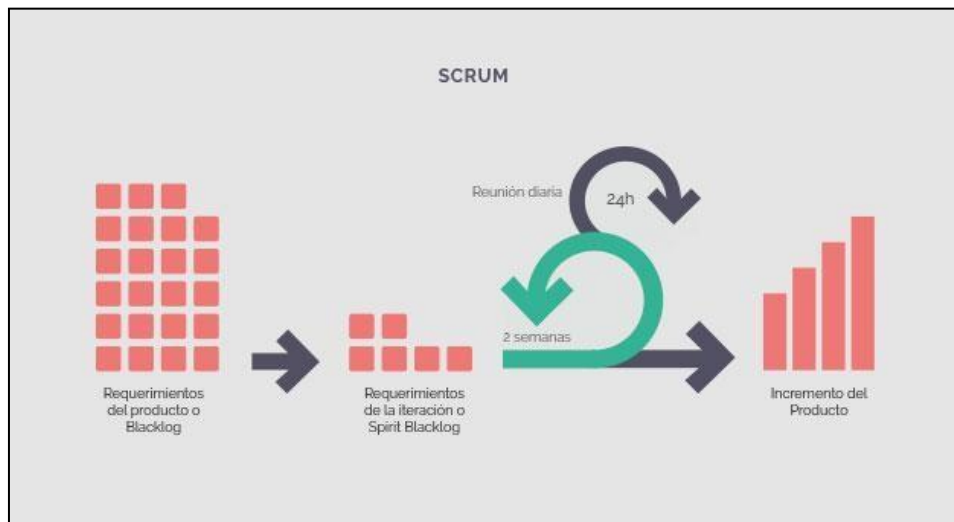 SCRUM
Reunión diaria
24h
2 semanas
Requerimientos
del producto o
Blacklog
Requerimientos
de la iteración o
Spirit Blacklog
Incremento del
Producto